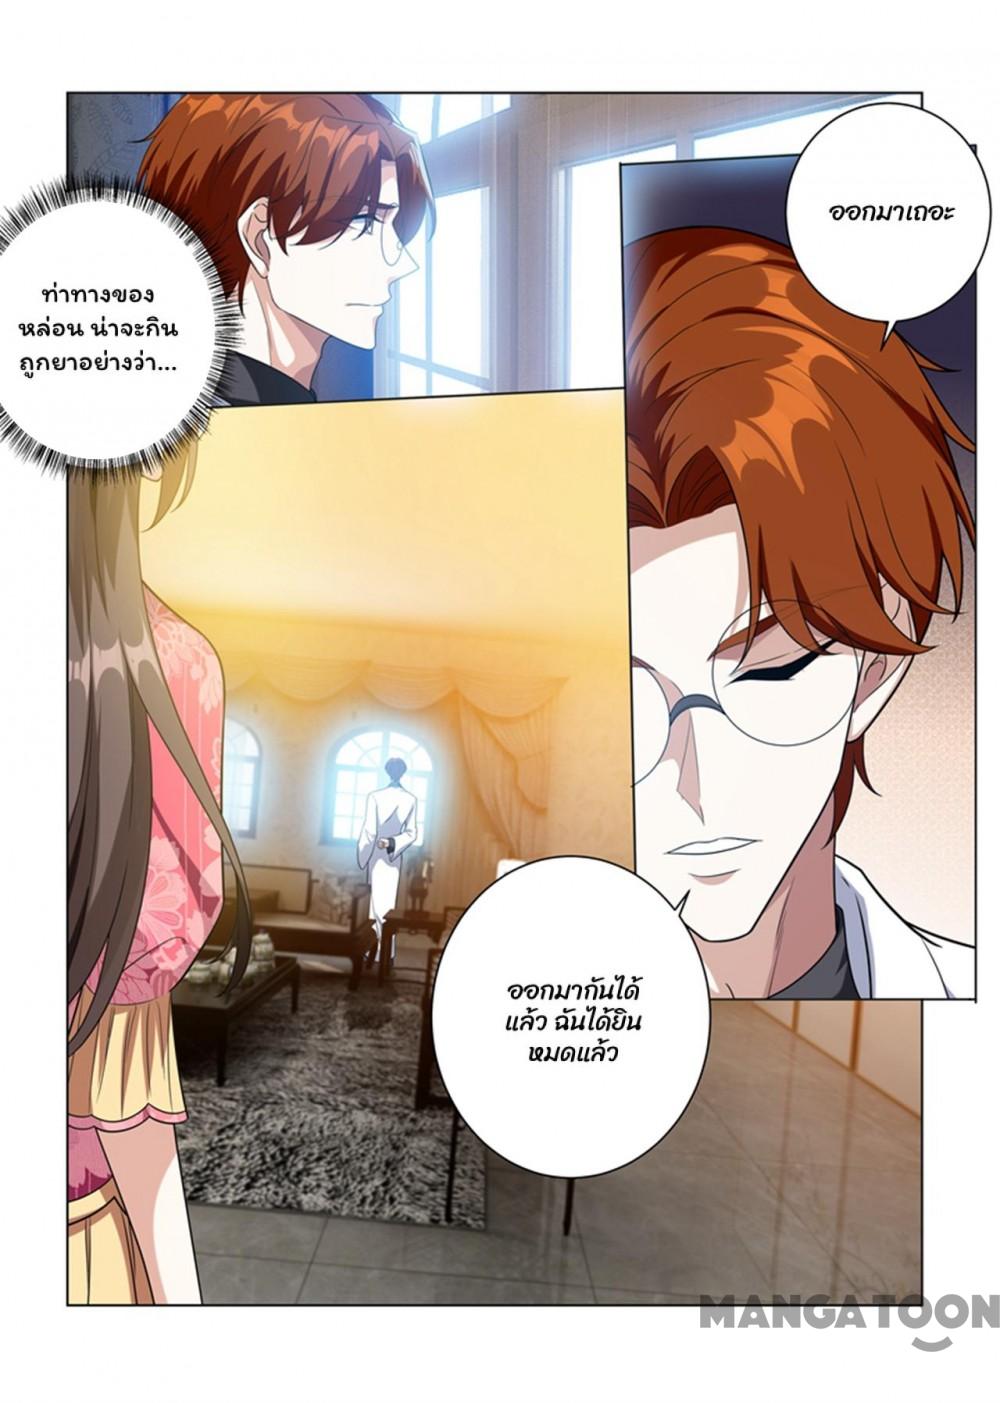 ท่าทางของ
หล่อน น่าจะกิน
ถูกยาอย่างว่า...
ออกมาเถอะ
ออกมากันได้
แล้ว ฉันได้ยิน
หมดแล้ว
MANGATOON